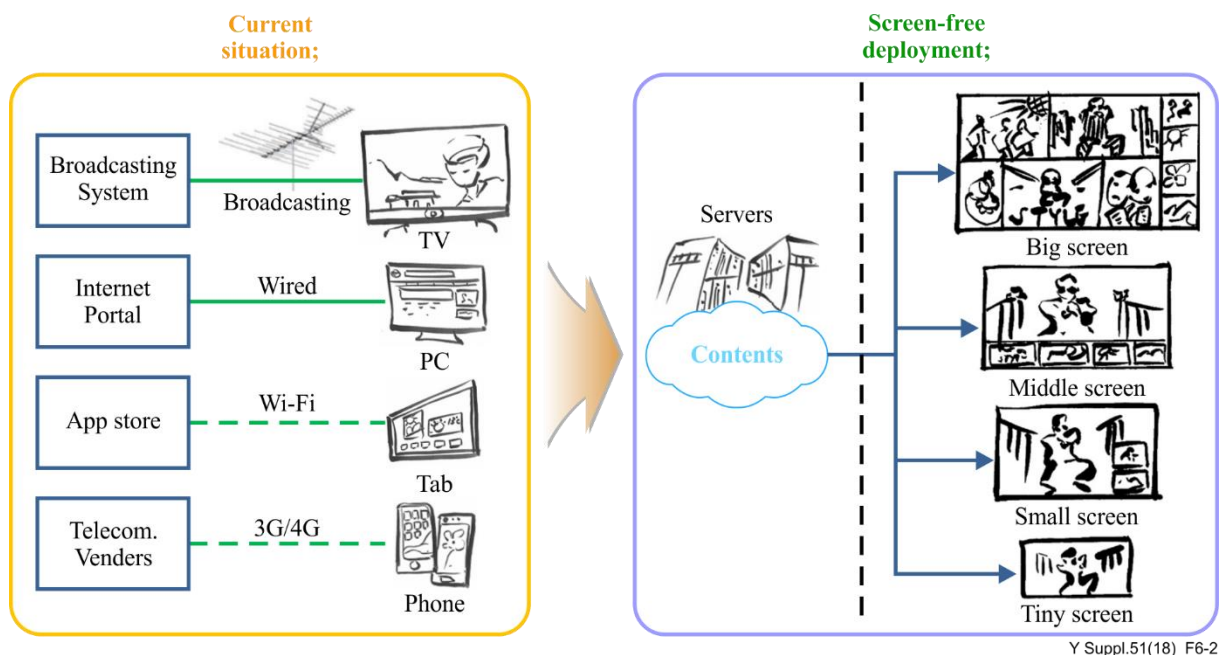 Current
situation;
Screen-free
deployment;
Broadcasting
System
Broadcasting
TV
Internet
Portal
Wired
PC
App store
Wi-Fi
Tab
Telecom.
Venders
3G/4G
Phone
Servers
Contents
Big screen
Middle screen
Small screen
Tiny screen
Y Suppl.51(18)_F6-2